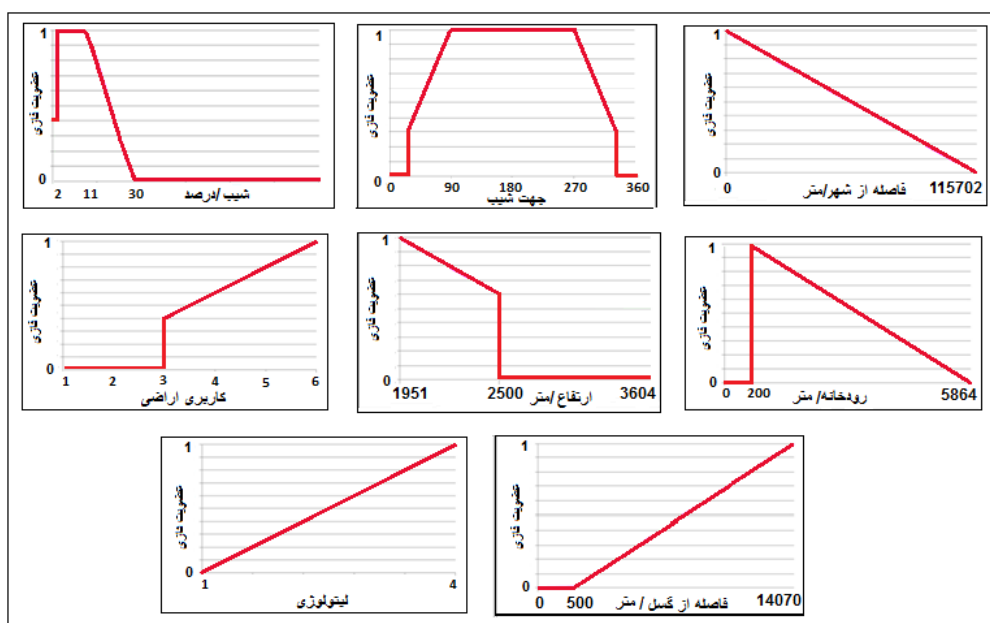 1
عضویت فازی
0
2 11 30
شیب /درصد
1
عضویت فازی
0
0 90 180 270 360
جهت شیب
1
عضویت فازی
0
0 115702
فاصله از شهر/متر
1
عضویت فازی
0
1 2 3 4 5 6
کاربری اراضی
1
عضویت فازی
0
1951 2500 3604
ارتفاع /متر
1
عضویت فازی
0
0 200 5864
رودخانه/ متر
1
عضویت فازی
0
1 4
لیتولوژی
1
عضویت فازی
0
0 500 14070
فاصله از گسل / متر